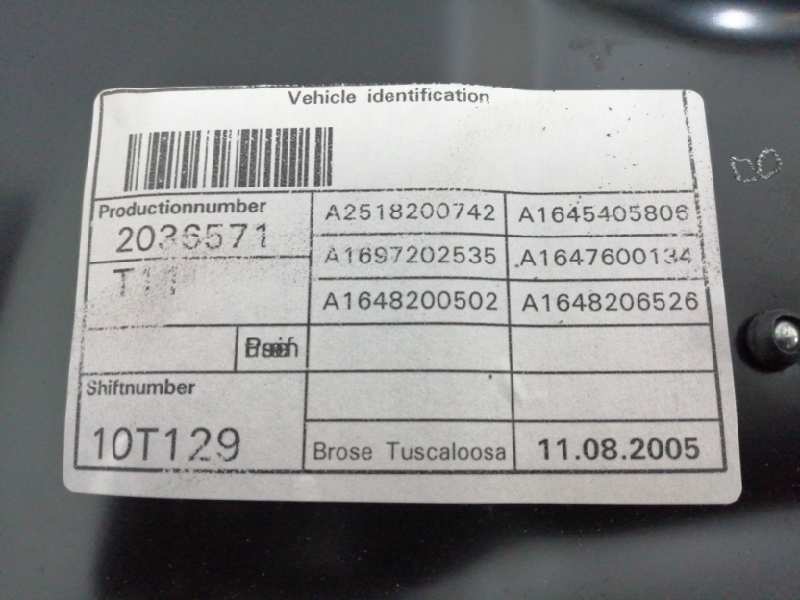 Vehicle identification
Productionnumber
2036571
A2518200742 A1645405806
A1697202535 A1647600134
A1648200502 A1648206526
Shiftnumber
10T129
Brose Tuscaloosa 11.08.2005